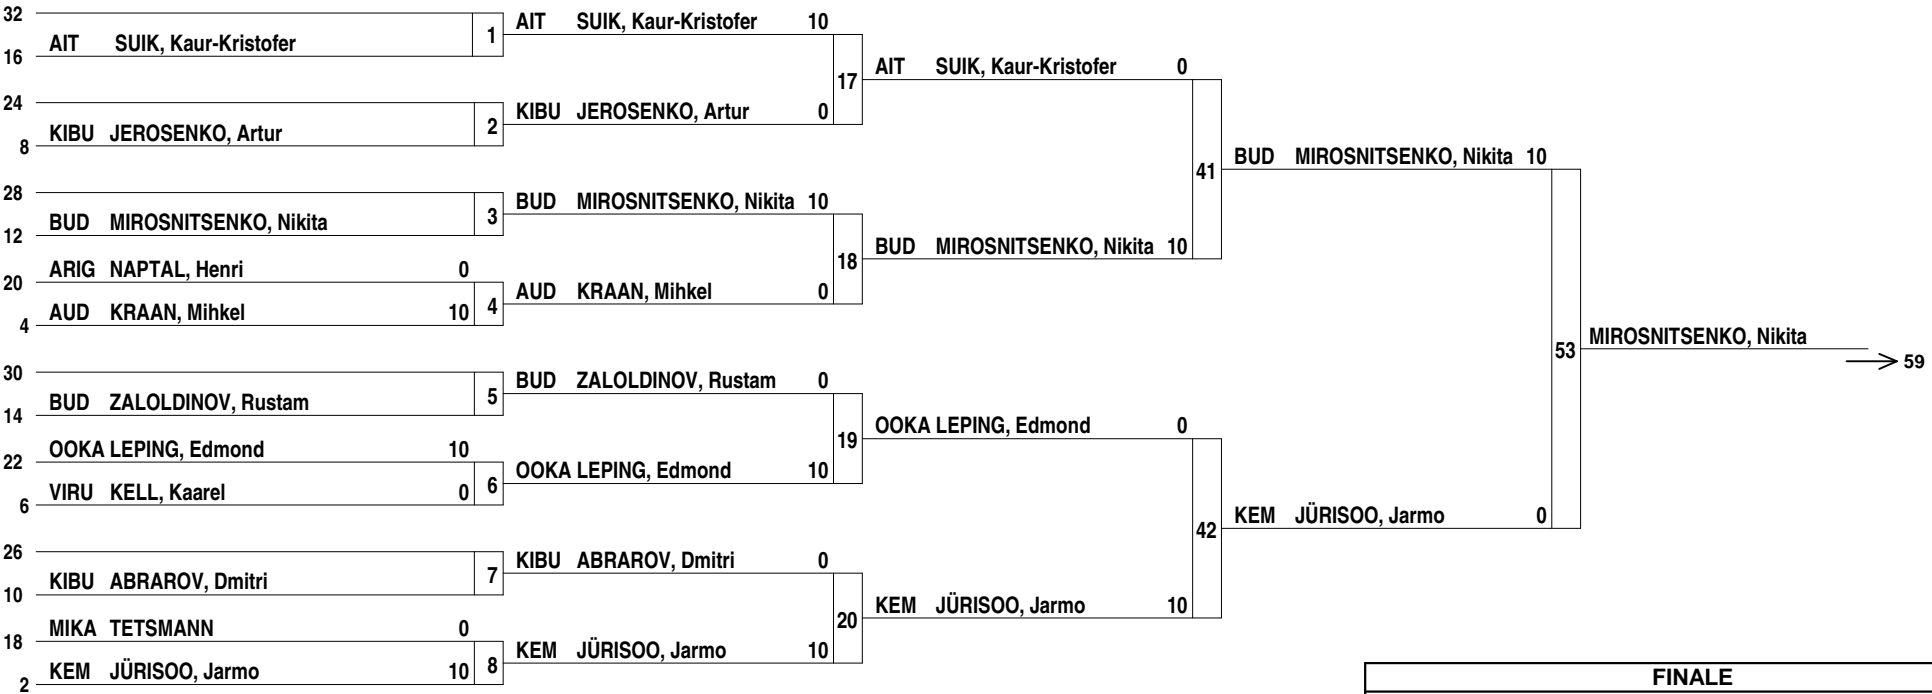 32
AIT SUIK, Kaur-Kristofer
16
1
24
KIBU JEROSENKO, Artur
8
2
28
BUD MIROSNITSENKO, Nikita
12
3
ARIG NAPTAL, Henri 0
20
AUD KRAAN, Mihkel 10
4
4
30
BUD ZALOLDINOV, Rustam
14
5
OOKA LEPING, Edmond 10
22
VIRU KELL, Kaarel 0
6
6
26
KIBU ABRAROV, Dmitri
10
7
MIKA TETSMANN 0
18
KEM JÜRISOO, Jarmo 10
2
8
AIT SUIK, Kaur-Kristofer 10
KIBU JEROSENKO, Artur 0
17
BUD MIROSNITSENKO, Nikita 10
AUD KRAAN, Mihkel 0
18
BUD ZALOLDINOV, Rustam 0
OOKA LEPING, Edmond 10
19
KIBU ABRAROV, Dmitri 0
KEM JÜRISOO, Jarmo 10
20
AIT SUIK, Kaur-Kristofer 0
BUD MIROSNITSENKO, Nikita 10
41
OOKA LEPING, Edmond 0
KEM JÜRISOO, Jarmo 10
42
BUD MIROSNITSENKO, Nikita 10
KEM JÜRISOO, Jarmo 0
53
MIROSNITSENKO, Nikita
59
FINALE